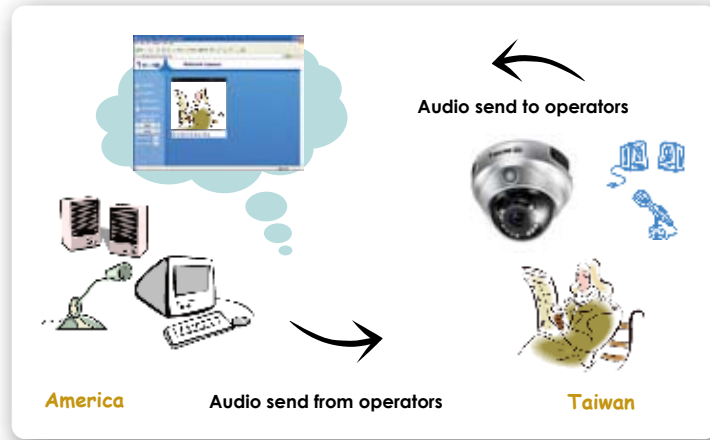 Audio send to operators
America
Audio send from operators
Taiwan